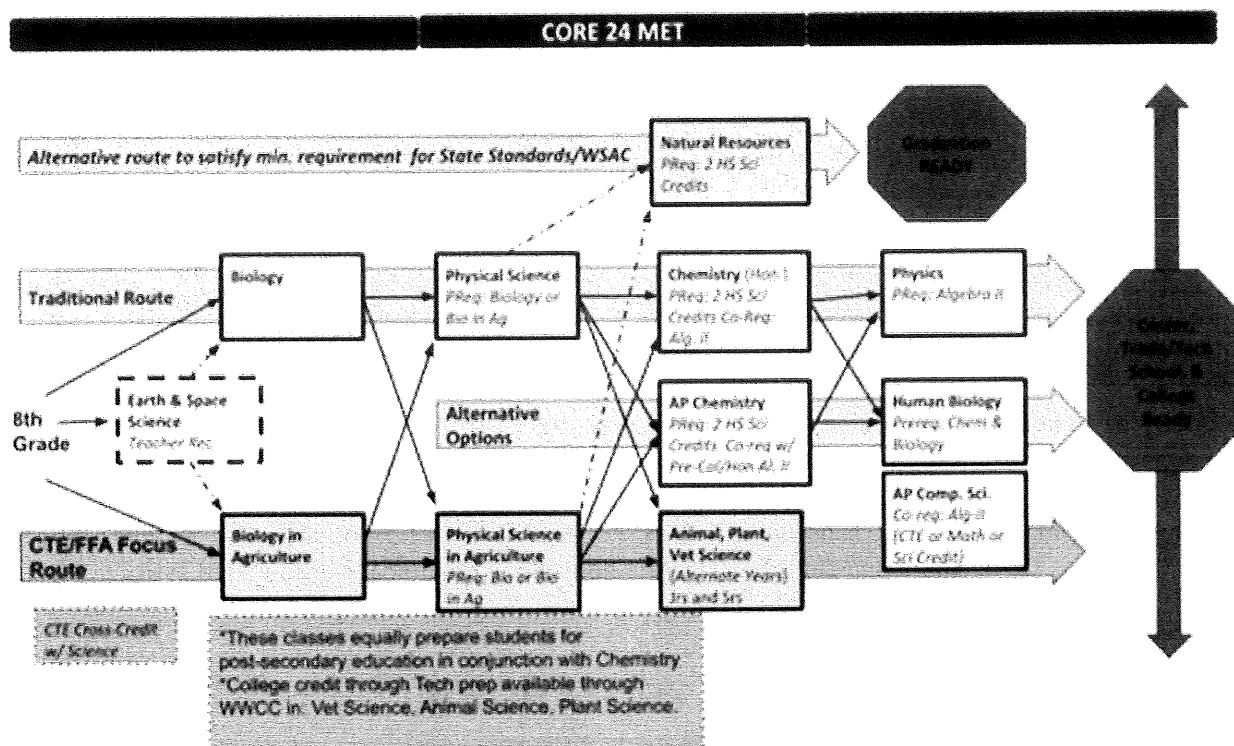 CORE 24 MET
Alternative route to satisfy min. requirement for State Standards/WSAC
Natural Resources
PReq: 2 HS Sci
Credits
Graduation
READY
Traditional Route
Biology
Physical Science
PReq: Biology or
Bio in Ag
Chemistry (Hon.)
PReq: 2 HS Sci
Credits Co-Req:
Alg. II
Physics
PReq: Algebra II
Career,
Trade/Tech
School, &
College
Ready
8th
Grade
Earth & Space
Science
Teacher Rec.
Alternative
Options
AP Chemistry
PReq: 2 HS Sci
Credits. Co-req w/
Pre-Cal/Hon Al. II
Human Biology
Prereq: Chem &
Biology
AP Comp. Sci.
Co-req: Alg-II
(CTE or Math or
Sci Credit)
CTE/FFA Focus
Route
Biology in
Agriculture
Physical Science
in Agriculture
PReq: Bio or Bio
in Ag
Animal, Plant,
Vet Science
(Alternate Years)
Jrs and Srs
CTE Cross-Credit
w/ Science
*These classes equally prepare students for
post-secondary education in conjunction with Chemistry
*College credit through Tech prep available through
WWCC in: Vet Science, Animal Science, Plant Science.